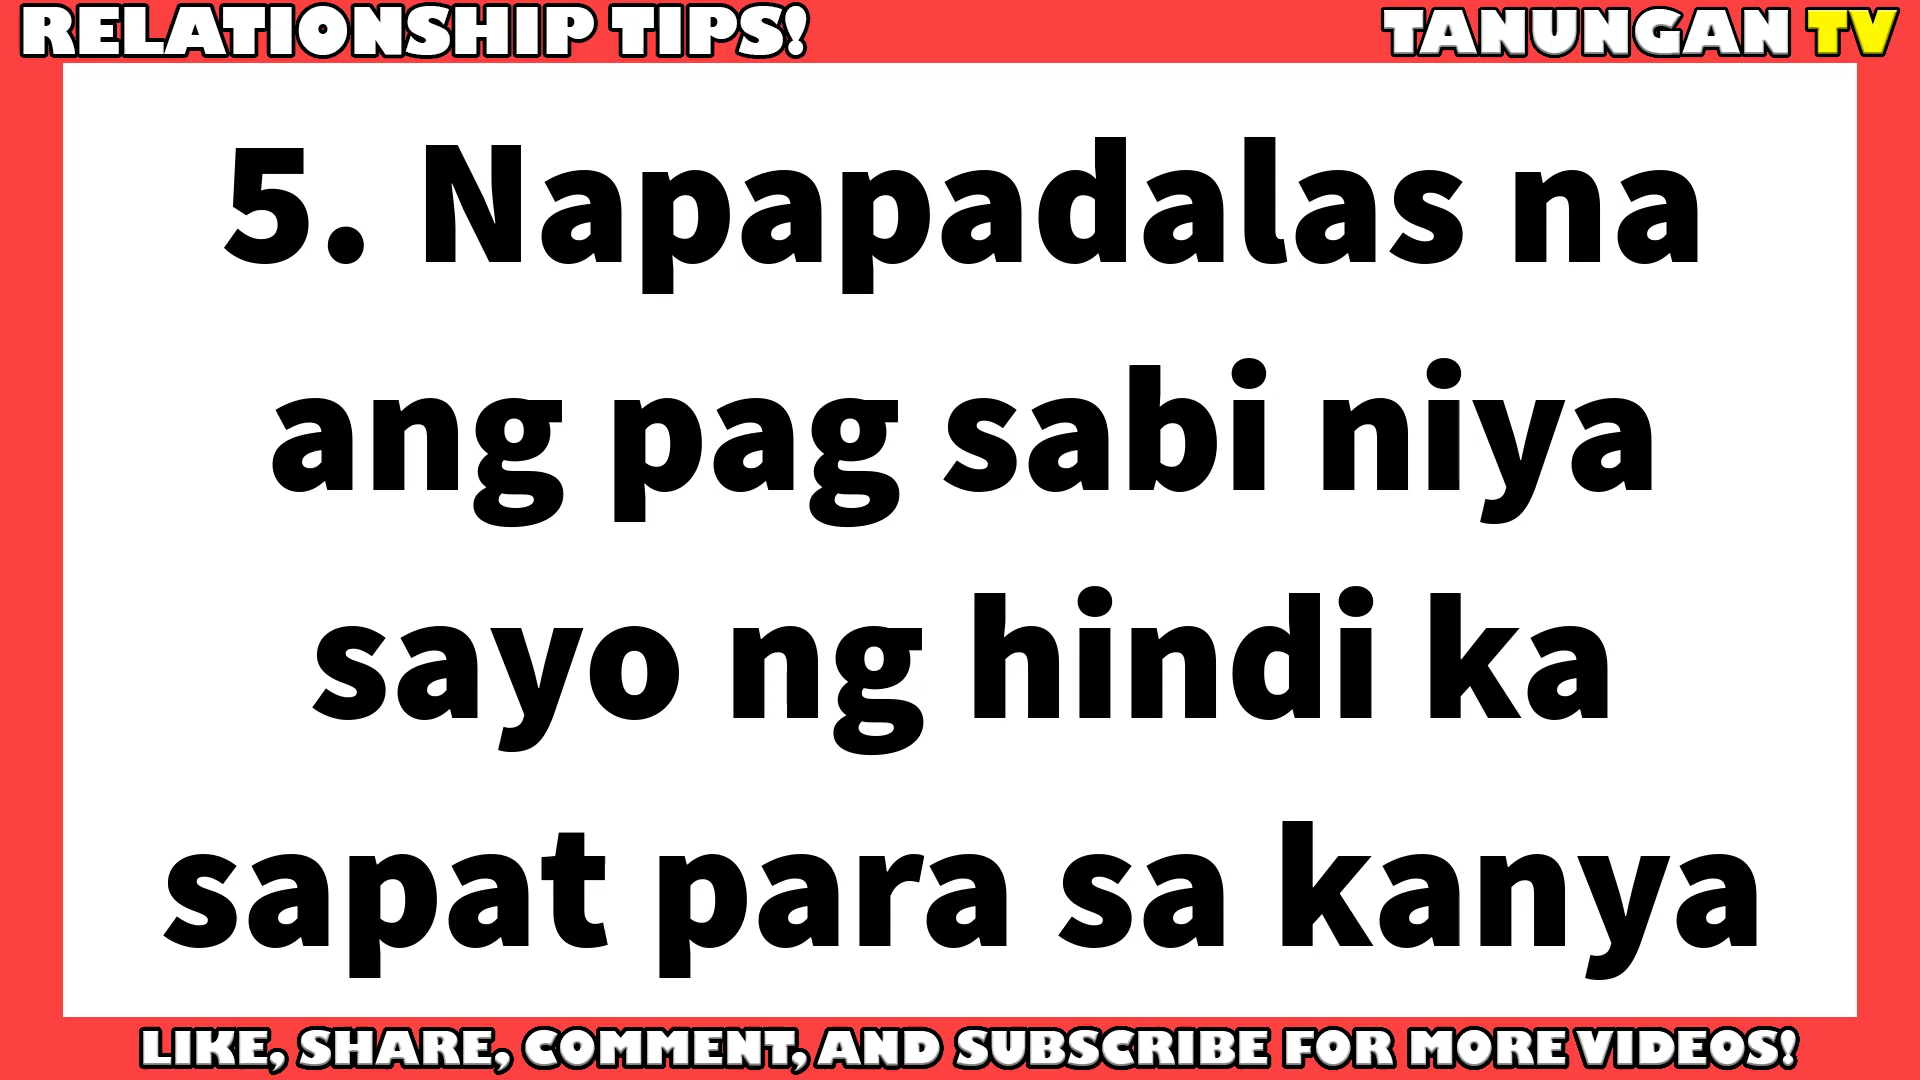 RELATIONSHIP TIPS!
TANUNGAN TV
5. Napapadalas na
ang pag sabi niya
sayo ng hindi ka
sapat para sa kanya
LIKE, SHARE, COMMENT, AND SUBSCRIBE FOR MORE VIDEOS!